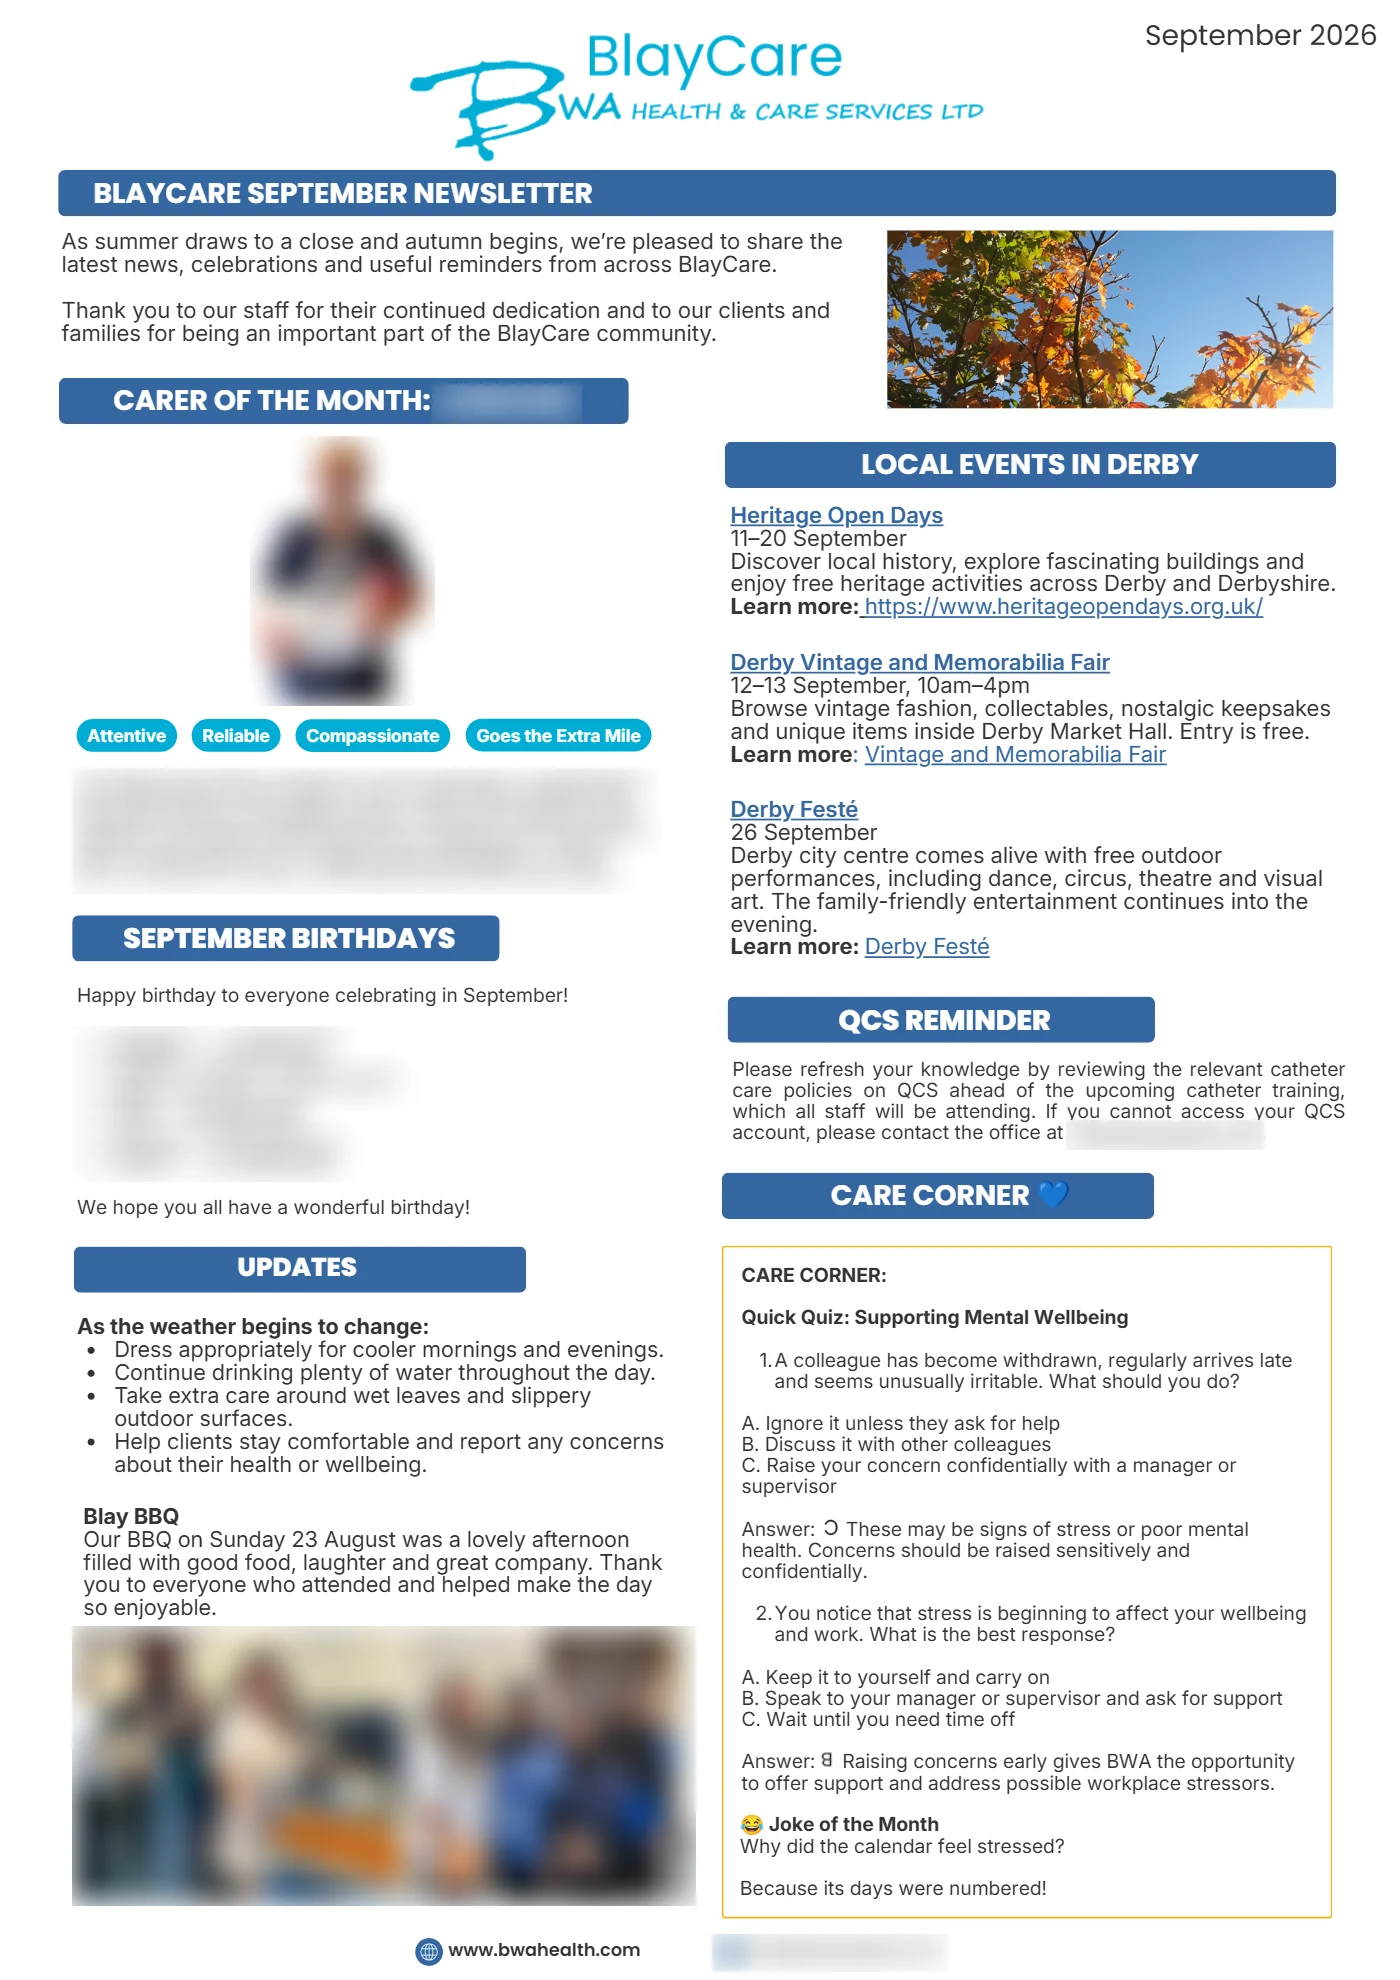 September 2026
BlayCare
BWA HEALTH & CARE SERVICES LTD
BLAYCARE SEPTEMBER NEWSLETTER
As summer draws to a close and autumn begins, we’re pleased to share the
latest news, celebrations and useful reminders from across BlayCare.
Thank you to our staff for their continued dedication and to our clients and
families for being an important part of the BlayCare community.
CARER OF THE MONTH:
Attentive
Reliable
Compassionate
Goes the Extra Mile
SEPTEMBER BIRTHDAYS
Happy birthday to everyone celebrating in September!
We hope you all have a wonderful birthday!
UPDATES
As the weather begins to change:
• Dress appropriately for cooler mornings and evenings.
• Continue drinking plenty of water throughout the day.
• Take extra care around wet leaves and slippery
outdoor surfaces.
• Help clients stay comfortable and report any concerns
about their health or wellbeing.
Blay BBQ
Our BBQ on Sunday 23 August was a lovely afternoon
filled with good food, laughter and great company. Thank
you to everyone who attended and helped make the day
so enjoyable.
LOCAL EVENTS IN DERBY
Heritage Open Days
11–20 September
Discover local history, explore fascinating buildings and
enjoy free heritage activities across Derby and Derbyshire.
Learn more: https://www.heritageopendays.org.uk/
Derby Vintage and Memorabilia Fair
12–13 September, 10am–4pm
Browse vintage fashion, collectables, nostalgic keepsakes
and unique items inside Derby Market Hall. Entry is free.
Learn more: Vintage and Memorabilia Fair
Derby Festé
26 September
Derby city centre comes alive with free outdoor
performances, including dance, circus, theatre and visual
art. The family-friendly entertainment continues into the
evening.
Learn more: Derby Festé
QCS REMINDER
Please refresh your knowledge by reviewing the relevant catheter
care policies on QCS ahead of the upcoming catheter training,
which all staff will be attending. If you cannot access your QCS
account, please contact the office at
CARE CORNER 💙
CARE CORNER:
Quick Quiz: Supporting Mental Wellbeing
1. A colleague has become withdrawn, regularly arrives late
and seems unusually irritable. What should you do?
A. Ignore it unless they ask for help
B. Discuss it with other colleagues
C. Raise your concern confidentially with a manager or
supervisor
Answer: C These may be signs of stress or poor mental
health. Concerns should be raised sensitively and
confidentially.
2. You notice that stress is beginning to affect your wellbeing
and work. What is the best response?
A. Keep it to yourself and carry on
B. Speak to your manager or supervisor and ask for support
C. Wait until you need time off
Answer: B Raising concerns early gives BWA the opportunity
to offer support and address possible workplace stressors.
😂 Joke of the Month
Why did the calendar feel stressed?
Because its days were numbered!
www.bwahealth.com